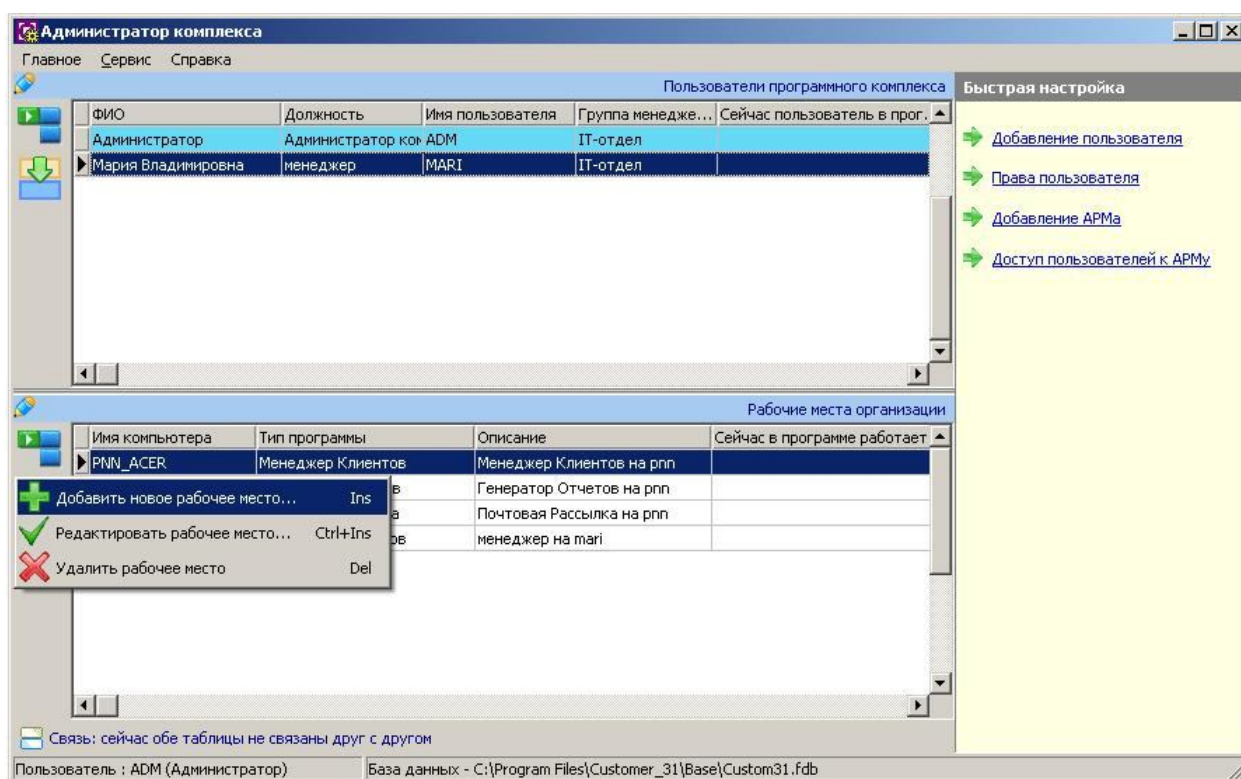 Администратор комплекса
Главное Сервис Справка
Пользователи программного комплекса
Быстрая настройка
ФИО Должность Имя пользователя Группа менедже... Сейчас пользователь в прог.
Администратор Администратор ком ADM IT-отдел
Мария Владимировна менеджер MARI IT-отдел
Добавление пользователя
Права пользователя
Добавление АРМа
Доступ пользователей к АРМу
Рабочие места организации
Имя компьютера Тип программы Описание Сейчас в программе работает
PNN_ACER Менеджер Клиентов Менеджер Клиентов на pnn
в Генератор Отчетов на pnn
а Почтовая Рассылка на pnn
ов менеджер на mari
Добавить новое рабочее место... Ins
Редактировать рабочее место... Ctrl+Ins
Удалить рабочее место Del
Связь: сейчас обе таблицы не связаны друг с другом
Пользователь : ADM (Администратор) База данных - C:\Program Files\Customer_31\Base\Custom31.fdb